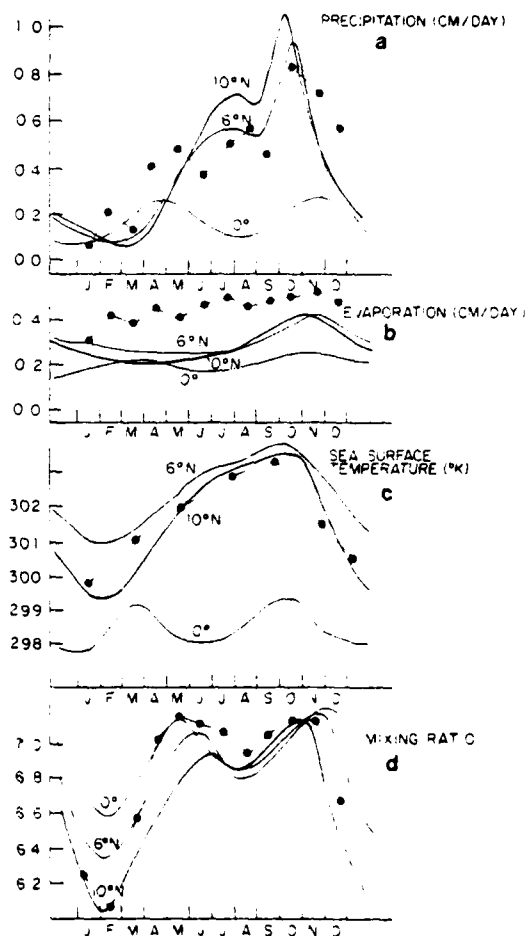 PRECIPITATION (CM/DAY)
a
1 0
0.8
0.6
0 4
0 2
0.0
10°N
6°N
0°
J F M A M J J A S O N D
EVAPORATION (CM/DAY)
b
0.4
0.2
0 0
6°N
10°N
0°
J F M A M J J A S O N D
SEA SURFACE
TEMPERATURE (°K)
c
302
301
300
299
298
6°N
10°N
0°
J F M A M J J A S O N D
MIXING RATIO
d
7.0
6.8
6.6
6.4
6 2
0°
6°N
10°N
J F M A M J J A S O N D